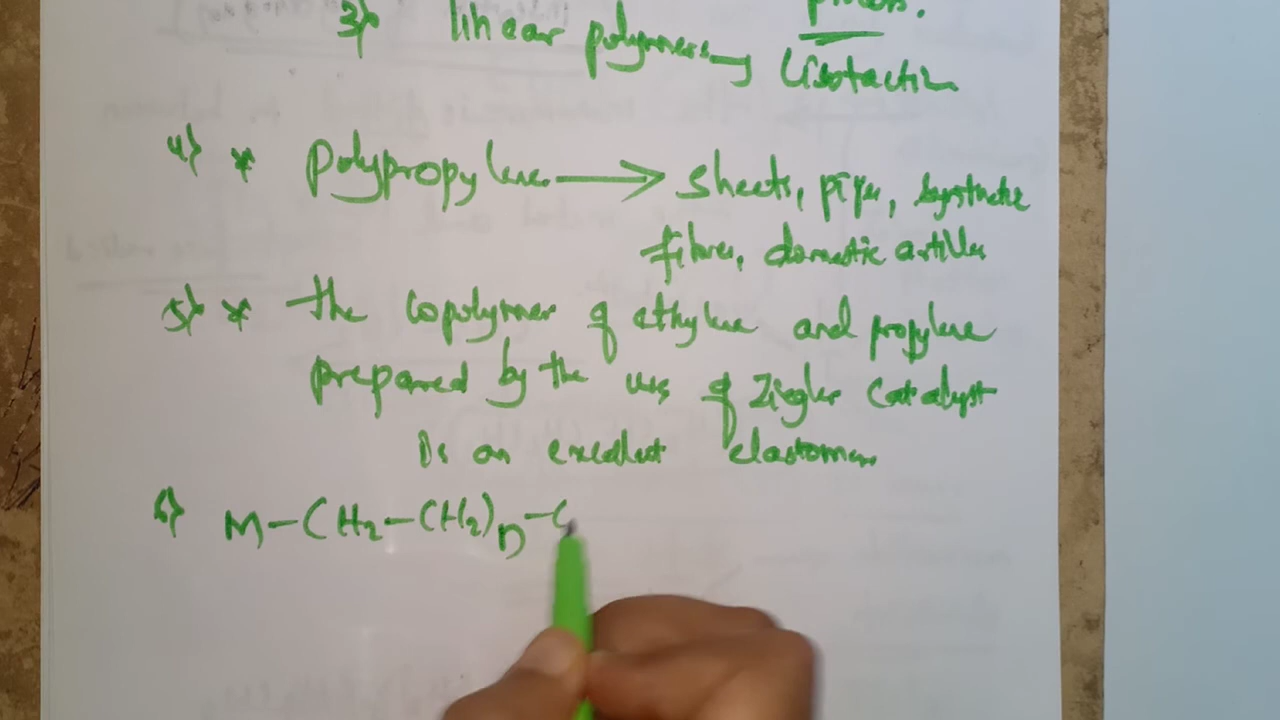 3) linear polymers
(isotactic
4) * polypropylene → sheets, pipes, synthetic
fibres, domestic articles
5) * the copolymer of ethylene and propylene
prepared by the use of Ziegler Catalyst
is an excellent elastomer
6) M-(CH2-CH2)n-C